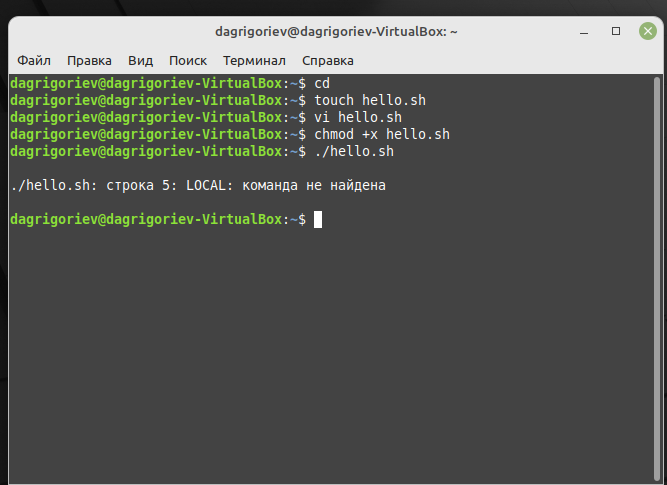 dagrigoriev@dagrigoriev-VirtualBox: ~
Файл Правка Вид Поиск Терминал Справка
dagrigoriev@dagrigoriev-VirtualBox:~$ cd
dagrigoriev@dagrigoriev-VirtualBox:~$ touch hello.sh
dagrigoriev@dagrigoriev-VirtualBox:~$ vi hello.sh
dagrigoriev@dagrigoriev-VirtualBox:~$ chmod +x hello.sh
dagrigoriev@dagrigoriev-VirtualBox:~$ ./hello.sh
./hello.sh: строка 5: LOCAL: команда не найдена
dagrigoriev@dagrigoriev-VirtualBox:~$